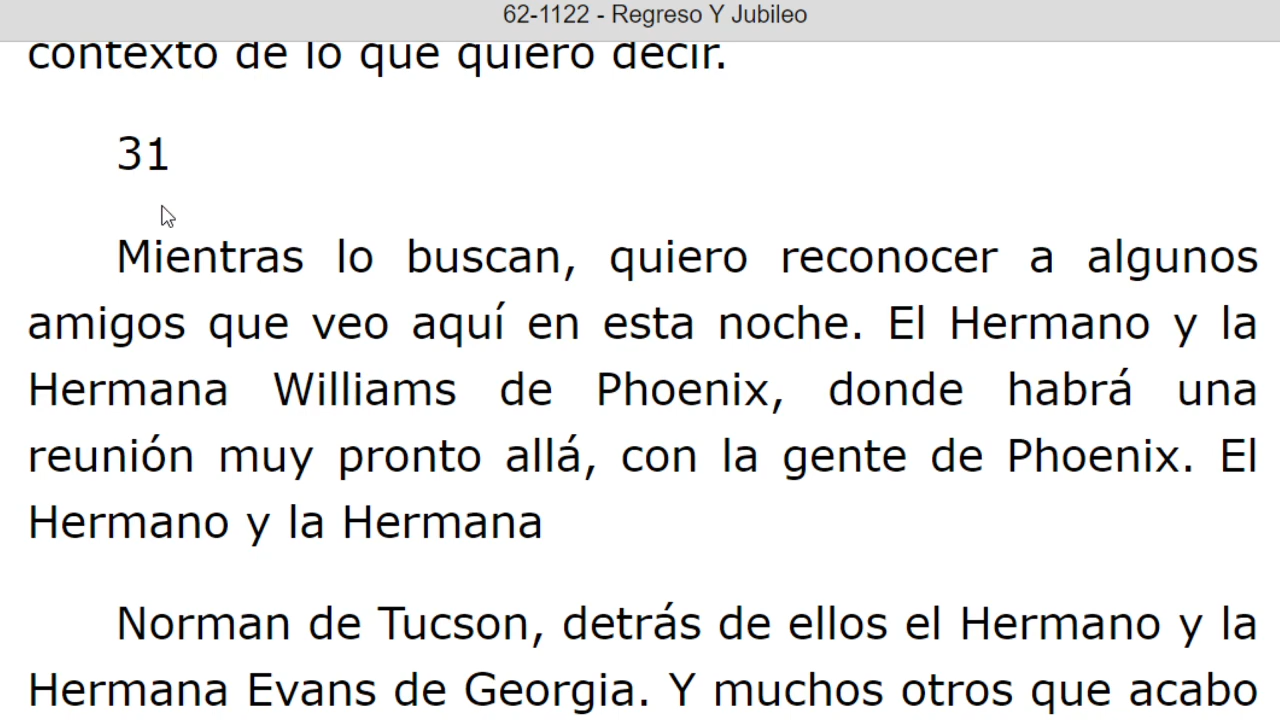 62-1122 - Regreso Y Jubileo
contexto de lo que quiero decir.
31
Mientras lo buscan, quiero reconocer a algunos
amigos que veo aquí en esta noche. El Hermano y la
Hermana Williams de Phoenix, donde habrá una
reunión muy pronto allá, con la gente de Phoenix. El
Hermano y la Hermana
Norman de Tucson, detrás de ellos el Hermano y la
Hermana Evans de Georgia. Y muchos otros que acabo